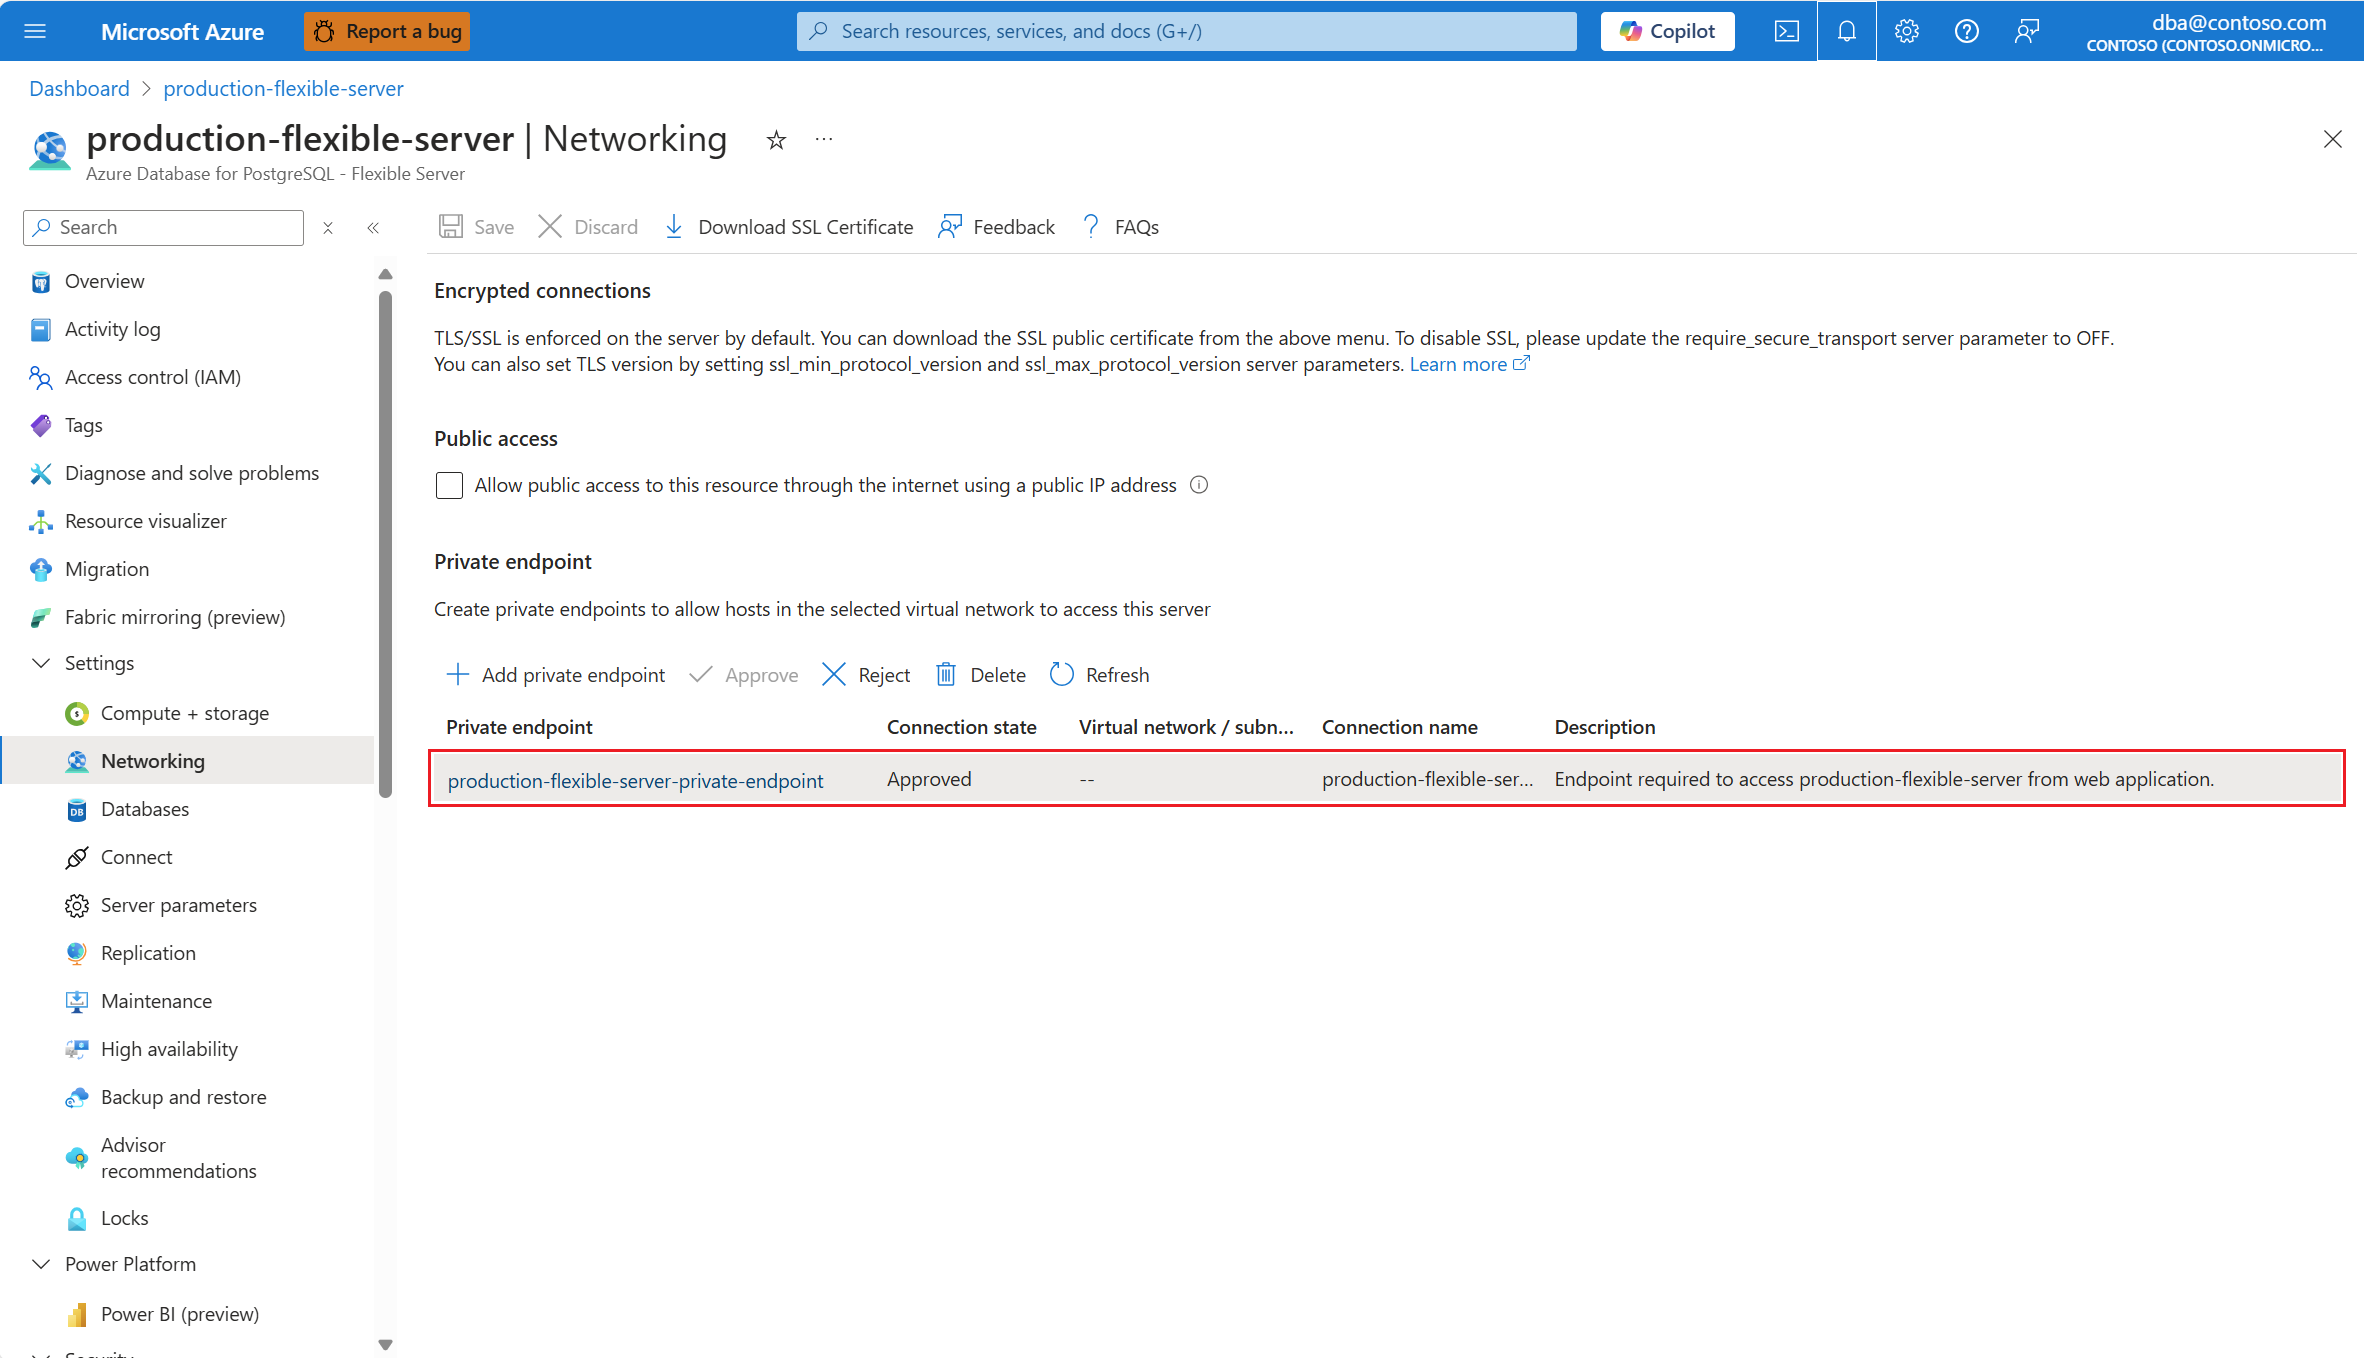 Microsoft Azure
Report a bug
Search resources, services, and docs (G+/)
Copilot
dba@contoso.com
CONTOSO (CONTOSO.ONMICRO...
Dashboard > production-flexible-server
production-flexible-server | Networking
Azure Database for PostgreSQL - Flexible Server
Search
Save
Discard
Download SSL Certificate
Feedback
FAQs
Overview
Activity log
Access control (IAM)
Tags
Diagnose and solve problems
Resource visualizer
Migration
Fabric mirroring (preview)
Settings
Compute + storage
Networking
Databases
Connect
Server parameters
Replication
Maintenance
High availability
Backup and restore
Advisor
recommendations
Locks
Power Platform
Power BI (preview)
Security
Encrypted connections
TLS/SSL is enforced on the server by default. You can download the SSL public certificate from the above menu. To disable SSL, please update the require_secure_transport server parameter to OFF.
You can also set TLS version by setting ssl_min_protocol_version and ssl_max_protocol_version server parameters. Learn more
Public access
Allow public access to this resource through the internet using a public IP address
Private endpoint
Create private endpoints to allow hosts in the selected virtual network to access this server
Add private endpoint
Approve
Reject
Delete
Refresh
Private endpoint
Connection state
Virtual network / subn...
Connection name
Description
production-flexible-server-private-endpoint
Approved
--
production-flexible-ser...
Endpoint required to access production-flexible-server from web application.